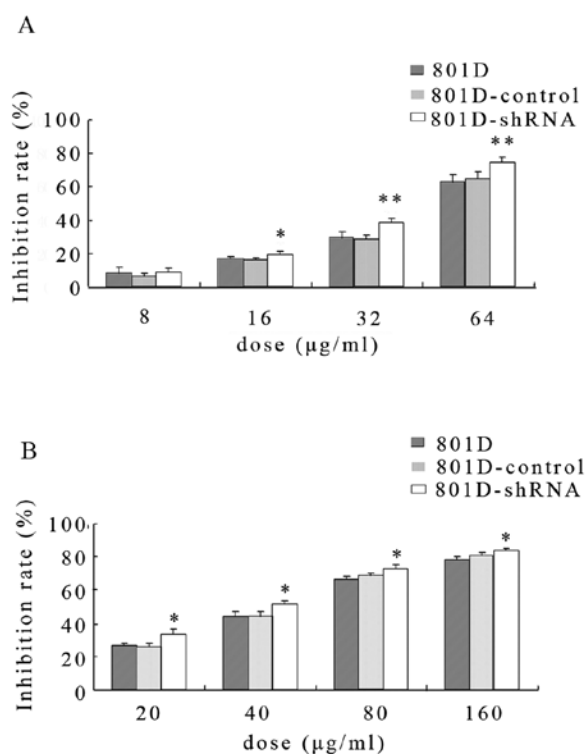 A
801D
801D-control
801D-shRNA
Inhibition rate (%)
100
80
60
40
20
0
*
**
**
8 16 32 64
dose (µg/ml)
B
801D
801D-control
801D-shRNA
Inhibition rate (%)
100
80
60
40
20
0
*
*
*
*
20 40 80 160
dose (µg/ml)